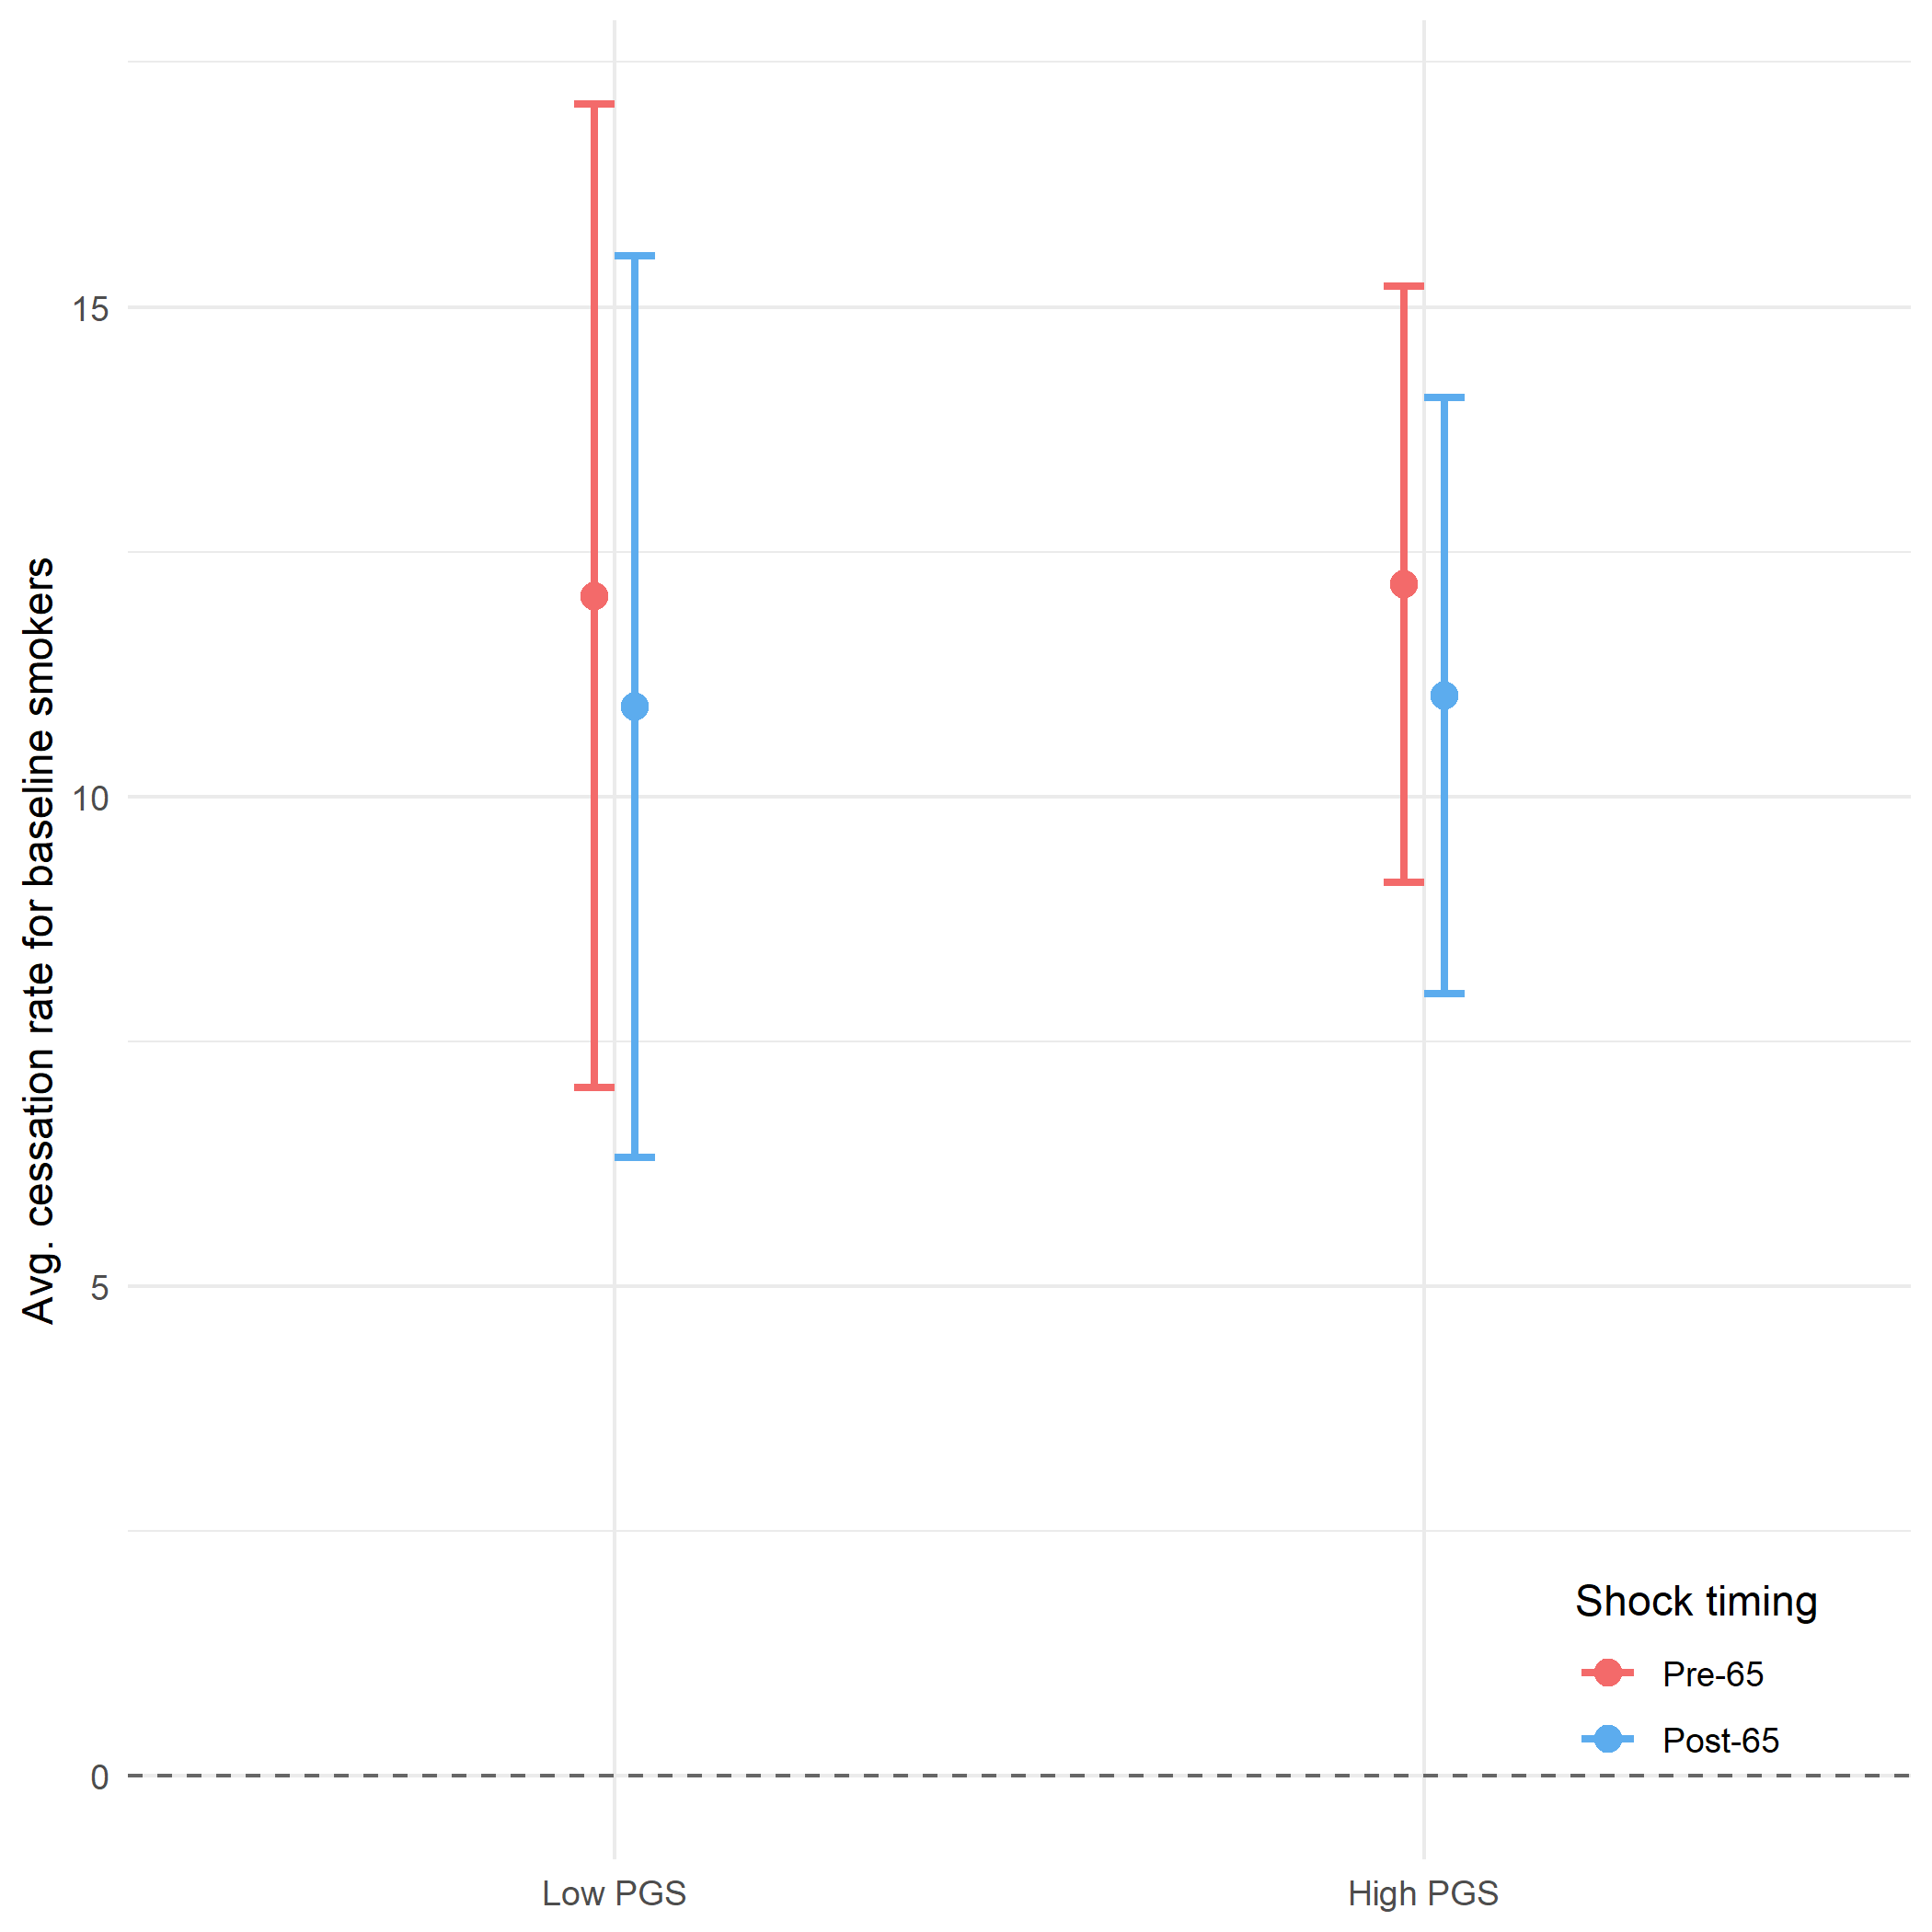 Avg. cessation rate for baseline smokers
15
10
5
0
Low PGS
High PGS
Shock timing
Pre-65
Post-65